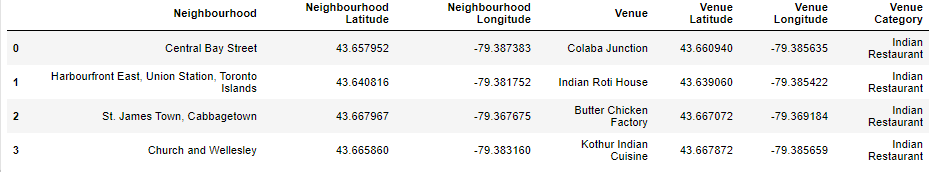 Neighbourhood Neighbourhood Latitude Neighbourhood Longitude Venue Venue Latitude Venue Longitude Venue Category
0 Central Bay Street 43.657952 -79.387383 Colaba Junction 43.660940 -79.385635 Indian Restaurant
1 Harbourfront East, Union Station, Toronto Islands 43.640816 -79.381752 Indian Roti House 43.639060 -79.385422 Indian Restaurant
2 St. James Town, Cabbagetown 43.667967 -79.367675 Butter Chicken Factory 43.667072 -79.369184 Indian Restaurant
3 Church and Wellesley 43.665860 -79.383160 Kothur Indian Cuisine 43.667872 -79.385659 Indian Restaurant